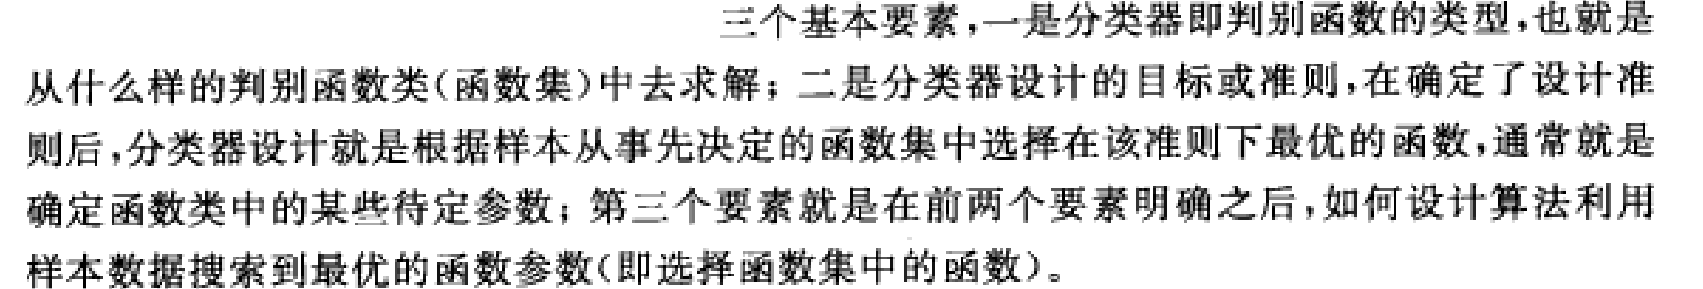 三个基本要素,一是分类器即判别函数的类型,也就是
从什么样的判别函数类(函数集)中去求解;二是分类器设计的目标或准则,在确定了设计准
则后,分类器设计就是根据样本从事先决定的函数集中选择在该准则下最优的函数,通常就是
确定函数类中的某些待定参数;第三个要素就是在前两个要素明确之后,如何设计算法利用
样本数据搜索到最优的函数参数(即选择函数集中的函数)。